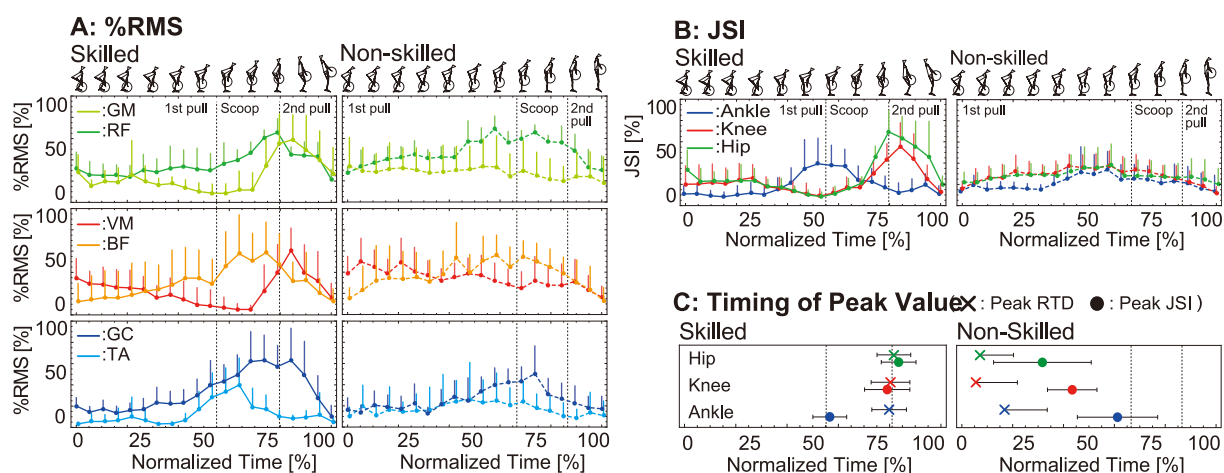 A: %RMS
Skilled
Non-skilled
%RMS [%]
100
50
0
:GM
:RF
1st pull
Scoop
2nd pull
1st pull
Scoop
2nd
pull
%RMS [%]
100
50
0
:VM
:BF
%RMS [%]
100
50
0
:GC
:TA
0
25
50
75
100
0
25
50
75
100
Normalized Time [%]
Normalized Time [%]
B: JSI
Skilled
Non-skilled
JSI [%]
100
50
0
:Ankle
:Knee
:Hip
1st pull
Scoop
2nd pull
1st pull
Scoop
2nd
pull
0
25
50
75
100
0
25
50
75
100
Normalized Time [%]
Normalized Time [%]
C: Timing of Peak Value ( : Peak RTD : Peak JSI )
Skilled
Non-Skilled
Hip
Knee
Ankle
0
25
50
75
100
0
25
50
75
100
Normalized Time [%]
Normalized Time [%]